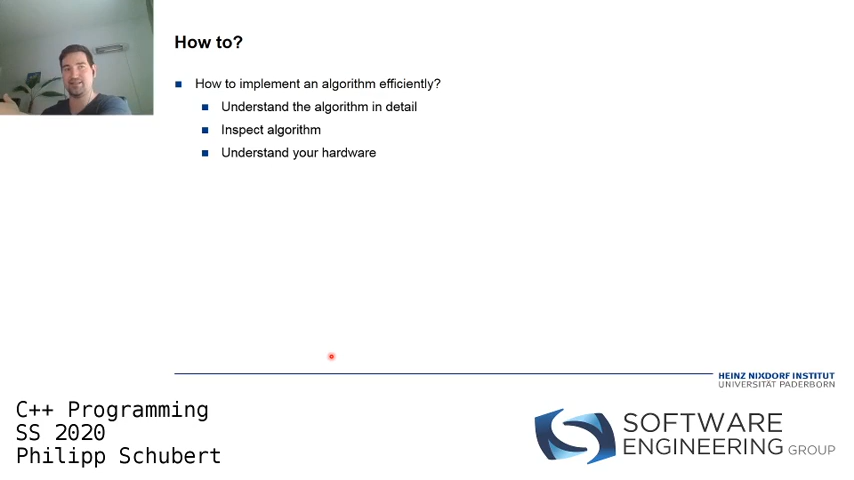 How to?
How to implement an algorithm efficiently?
Understand the algorithm in detail
Inspect algorithm
Understand your hardware
HEINZ NIXDORF INSTITUT
UNIVERSITÄT PADERBORN
C++ Programming
SS 2020
Philipp Schubert
SOFTWARE
ENGINEERING GROUP